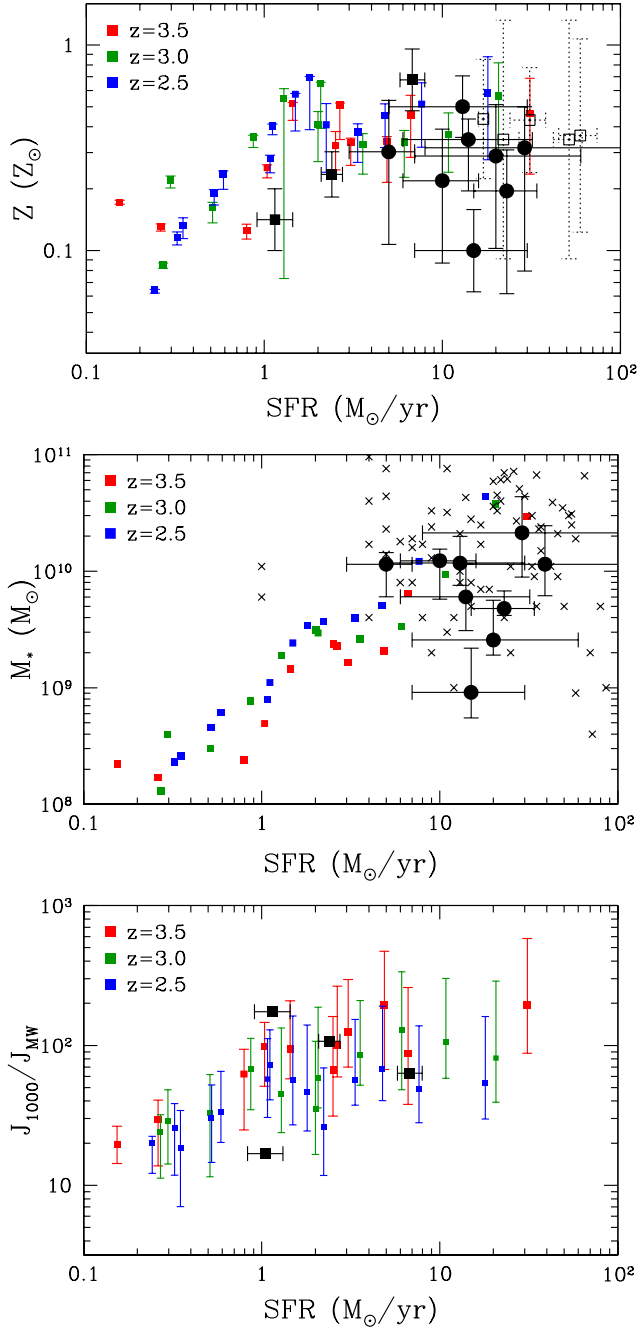 1
0.1
Z (Z⊙)
z=3.5
z=3.0
z=2.5
0.1
1
10
10²
SFR (M⊙/yr)
10¹¹
10¹⁰
10⁹
10⁸
M* (M⊙)
z=3.5
z=3.0
z=2.5
0.1
1
10
10²
SFR (M⊙/yr)
10³
10²
10
J₁₀₀₀/J_MW
z=3.5
z=3.0
z=2.5
0.1
1
10
10²
SFR (M⊙/yr)